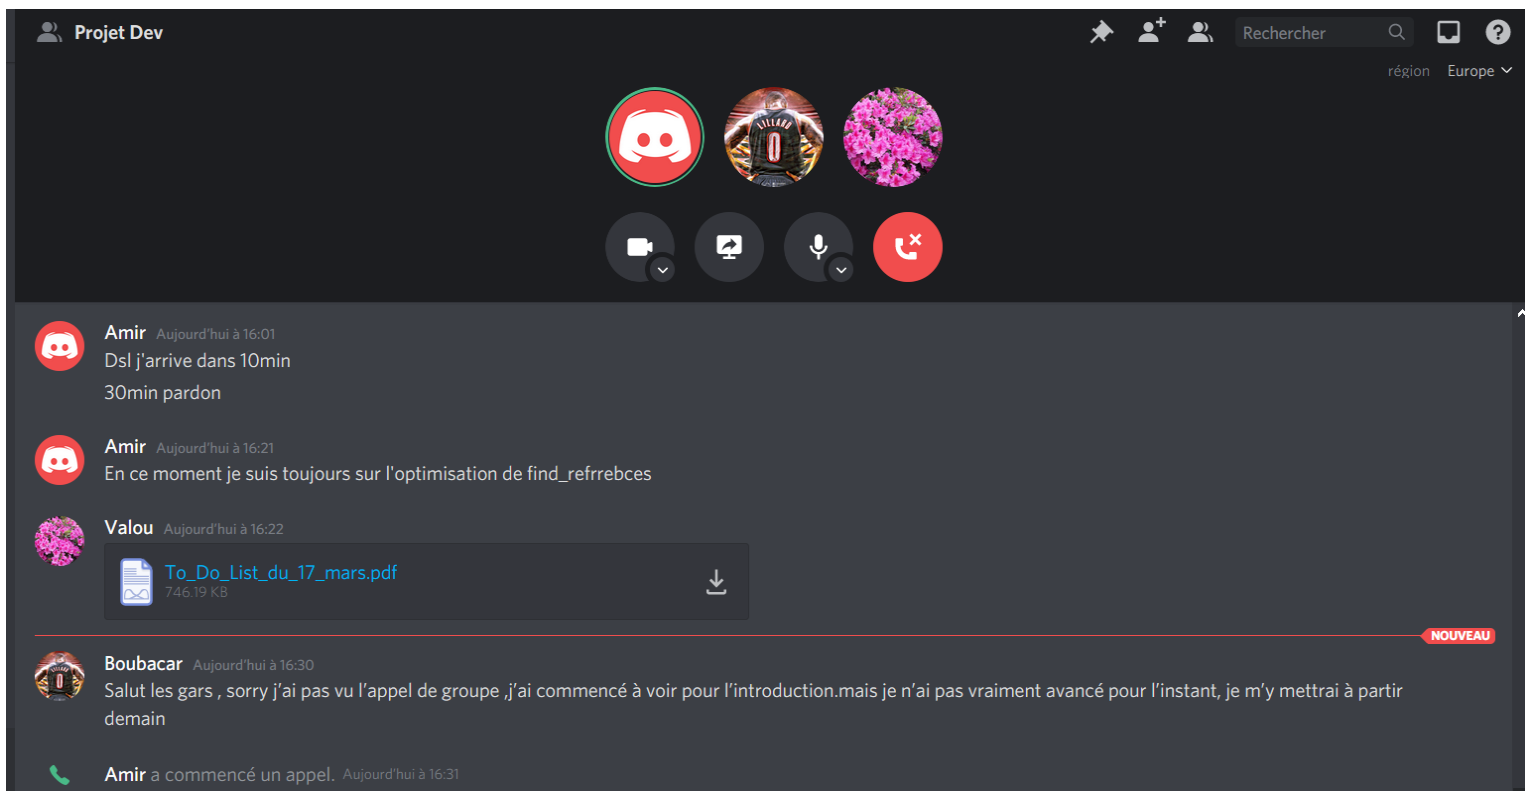 Projet Dev
Rechercher
région Europe
LILLARD
0
Amir Aujourd'hui à 16:01
Dsl j'arrive dans 10min
30min pardon
Amir Aujourd'hui à 16:21
En ce moment je suis toujours sur l'optimisation de find_refrrebces
Valou Aujourd'hui à 16:22
To_Do_List_du_17_mars.pdf
746.19 KB
NOUVEAU
Boubacar Aujourd'hui à 16:30
Salut les gars , sorry j’ai pas vu l’appel de groupe ,j’ai commencé à voir pour l’introduction.mais je n’ai pas vraiment avancé pour l’instant, je m’y mettrai à partir
demain
Amir a commencé un appel. Aujourd'hui à 16:31